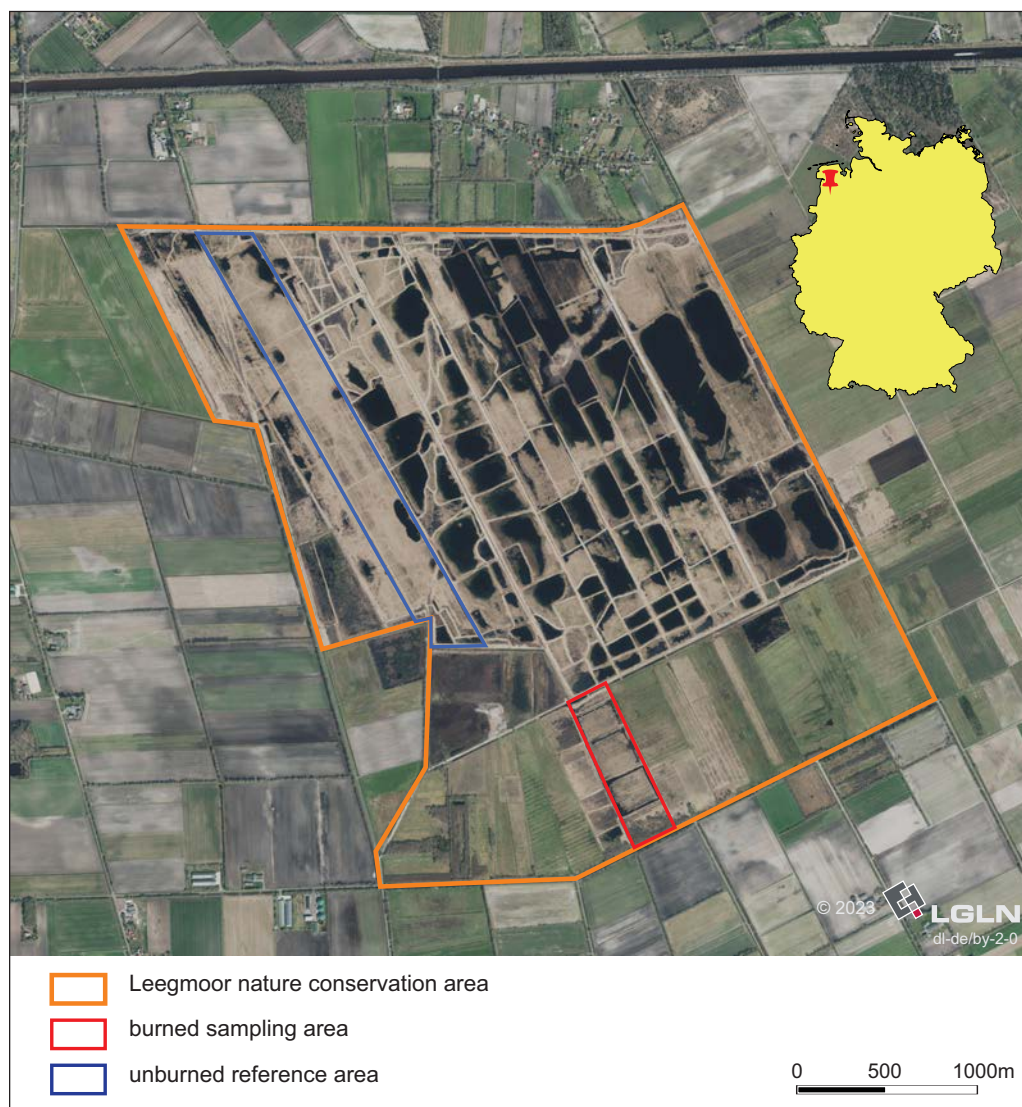 © 2023 LGLN
dl-de/by-2-0
Leegmoor nature conservation area
burned sampling area
unburned reference area
0 500 1000m